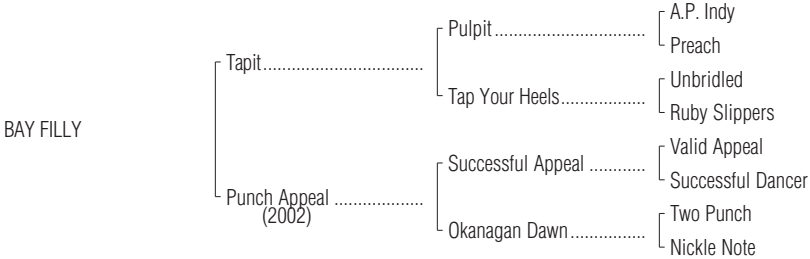 A.P. Indy
Pulpit................................
Preach
Tapit..................................
Unbridled
Tap Your Heels..................
Ruby Slippers
BAY FILLY
Valid Appeal
Successful Appeal ............
Successful Dancer
Punch Appeal ...................
(2002)
Two Punch
Okanagan Dawn................
Nickle Note